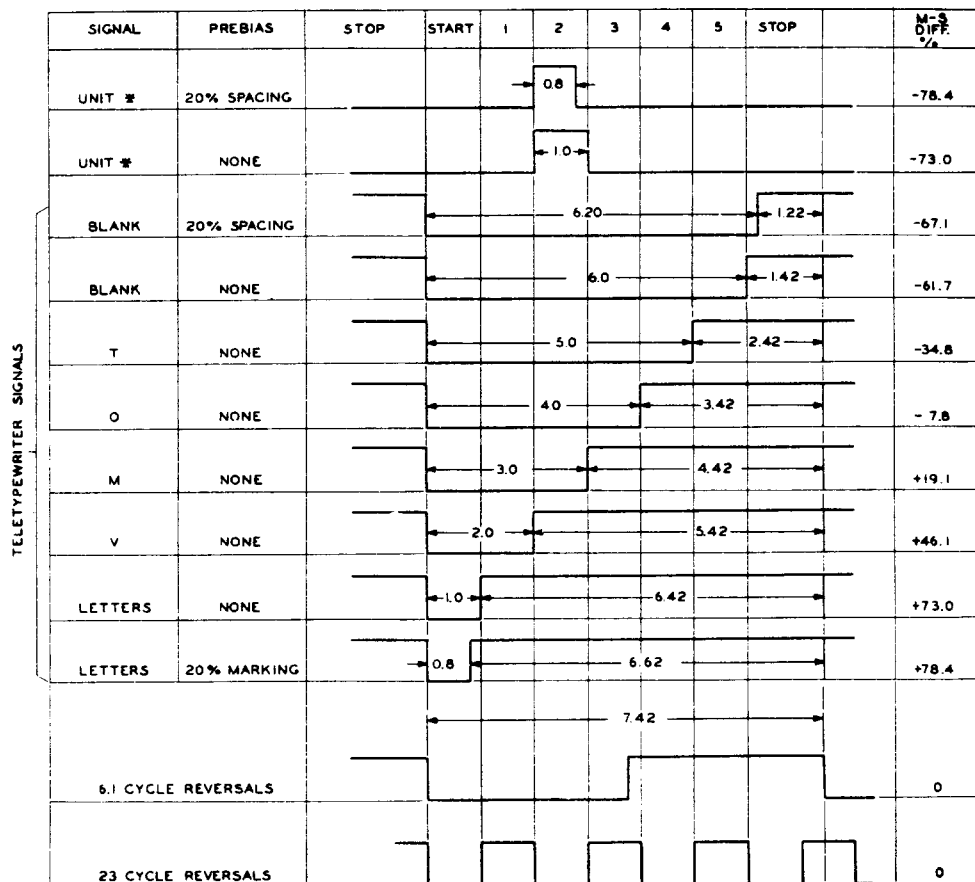 SIGNAL PREBIAS STOP START 1 2 3 4 5 STOP M-S DIFF. %
UNIT * 20% SPACING 0.8 -78.4
UNIT * NONE 1.0 -73.0
BLANK 20% SPACING 6.20 1.22 -67.1
BLANK NONE 6.0 1.42 -61.7
T NONE 5.0 2.42 -34.8
O NONE 4.0 3.42 -7.8
M NONE 3.0 4.42 +19.1
V NONE 2.0 5.42 +46.1
LETTERS NONE 1.0 6.42 +73.0
LETTERS 20% MARKING 0.8 6.62 +78.4
7.42
6.1 CYCLE REVERSALS 0
23 CYCLE REVERSALS 0
TELETYPEWRITER SIGNALS